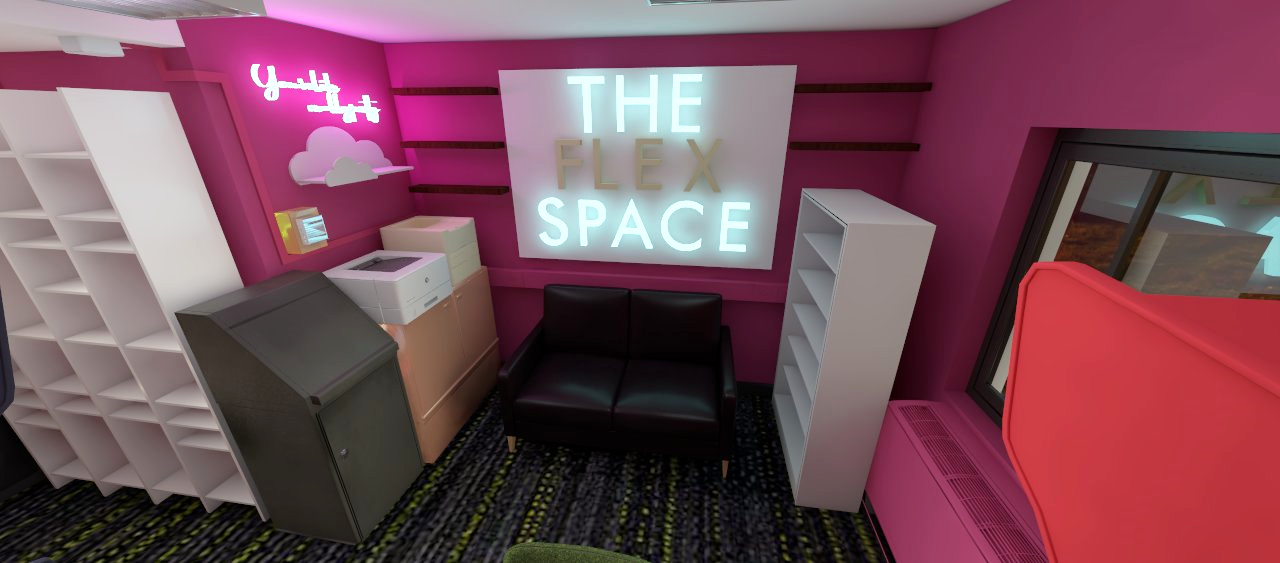 THE
FLEX
SPACE